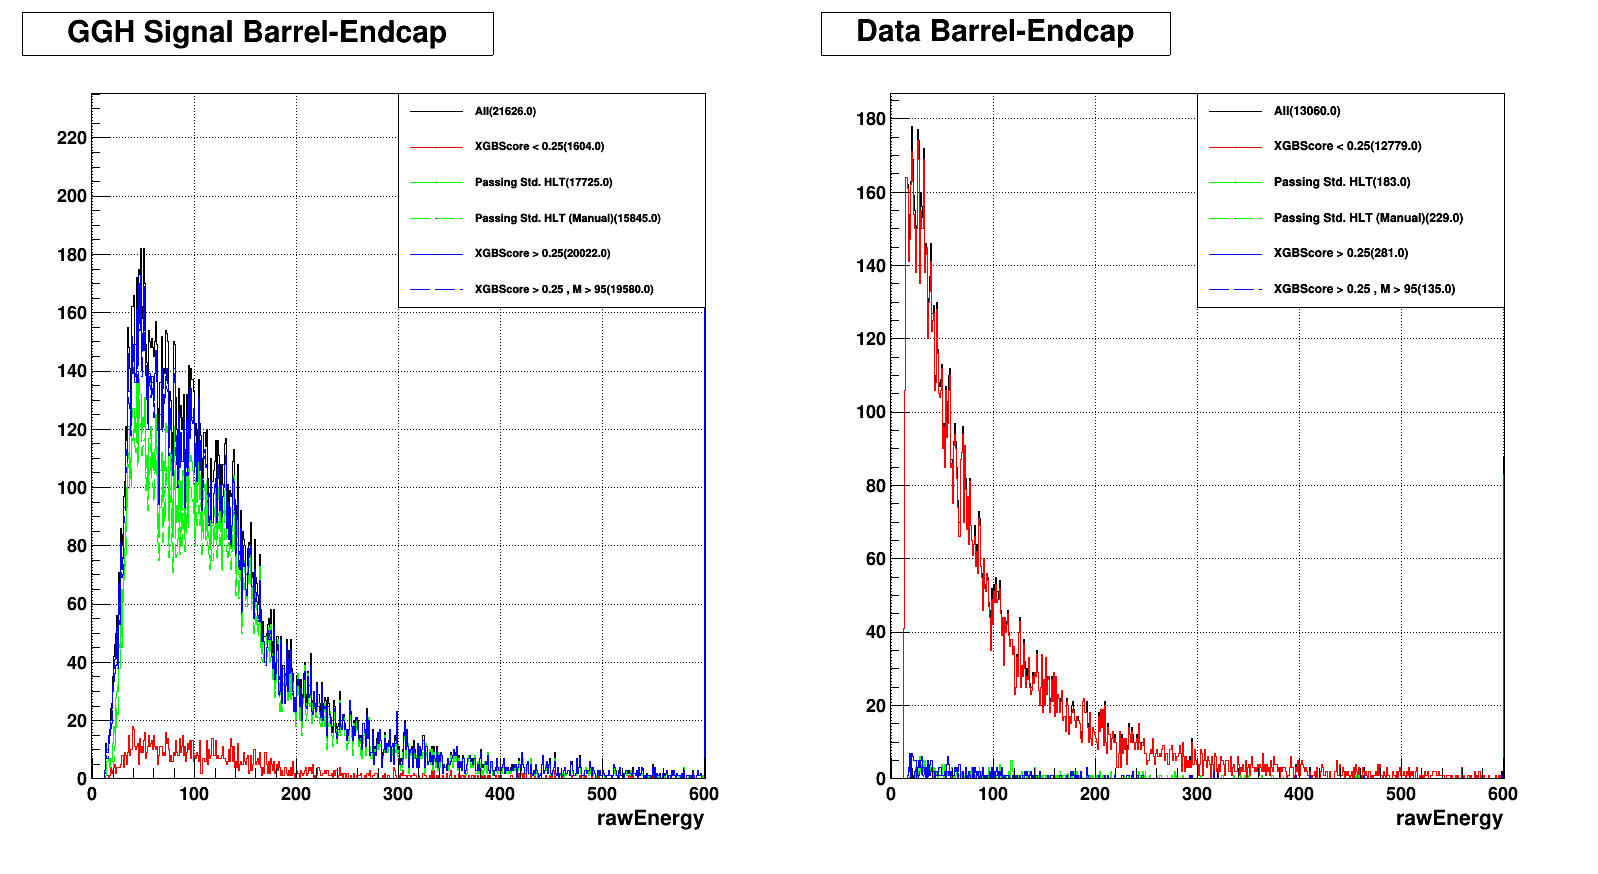 GGH Signal Barrel-Endcap
All(21626.0)
XGBScore < 0.25(1604.0)
Passing Std. HLT(17725.0)
Passing Std. HLT (Manual)(15845.0)
XGBScore > 0.25(20022.0)
XGBScore > 0.25 , M > 95(19580.0)
220
200
180
160
140
120
100
80
60
40
20
0
0 100 200 300 400 500 600
rawEnergy
Data Barrel-Endcap
All(13060.0)
XGBScore < 0.25(12779.0)
Passing Std. HLT(183.0)
Passing Std. HLT (Manual)(229.0)
XGBScore > 0.25(281.0)
XGBScore > 0.25 , M > 95(135.0)
180
160
140
120
100
80
60
40
20
0
0 100 200 300 400 500 600
rawEnergy